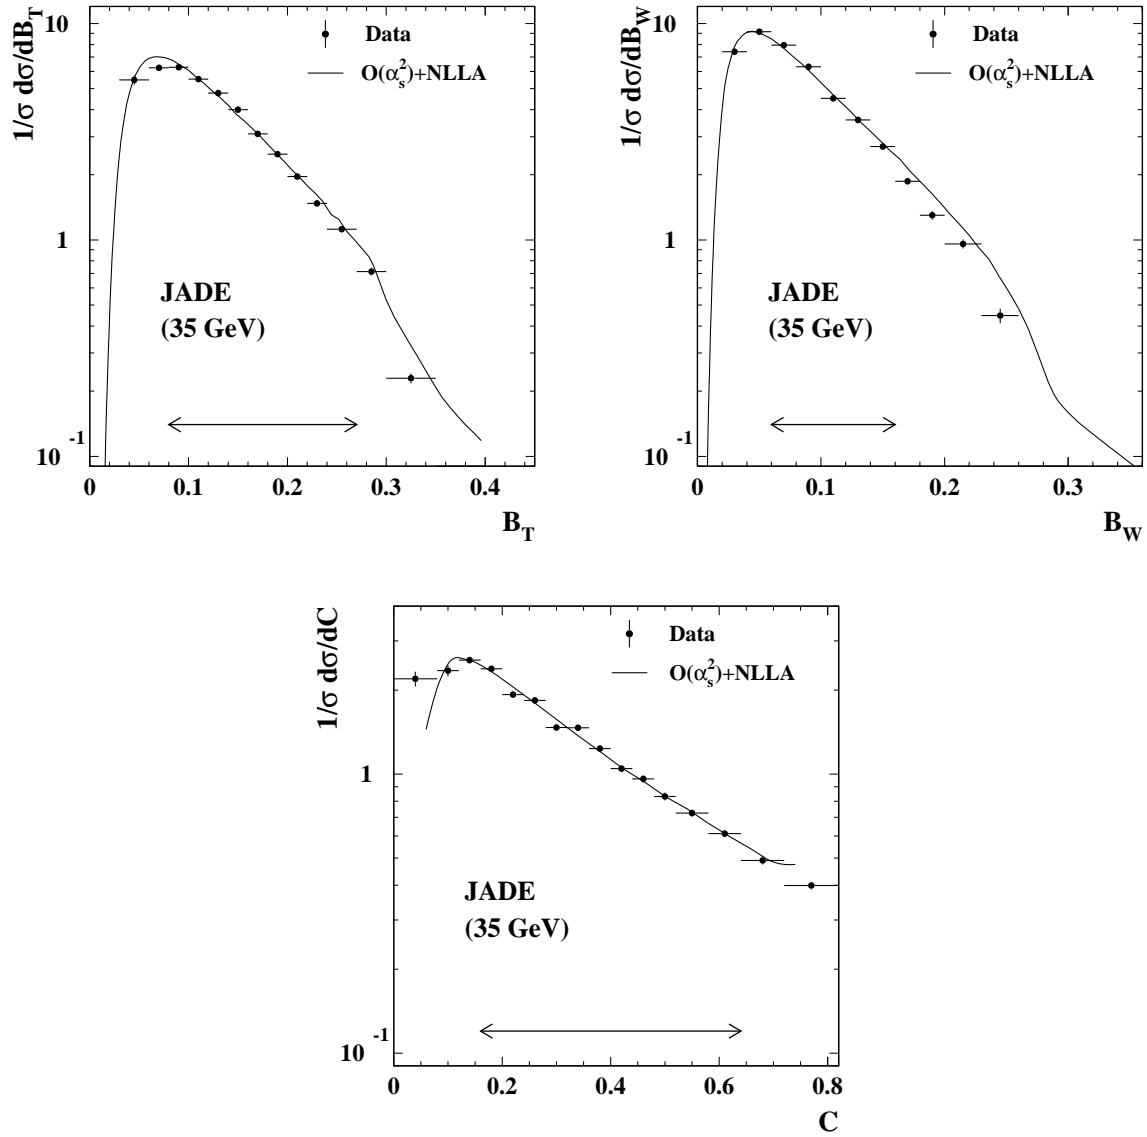 1/σ dσ/dB_T
10
1
10^-1
Data
O(α_s^2)+NLLA
JADE
(35 GeV)
0 0.1 0.2 0.3 0.4
B_T
1/σ dσ/dB_W
10
1
10^-1
Data
O(α_s^2)+NLLA
JADE
(35 GeV)
0 0.1 0.2 0.3
B_W
1/σ dσ/dC
1
10^-1
Data
O(α_s^2)+NLLA
JADE
(35 GeV)
0 0.2 0.4 0.6 0.8
C